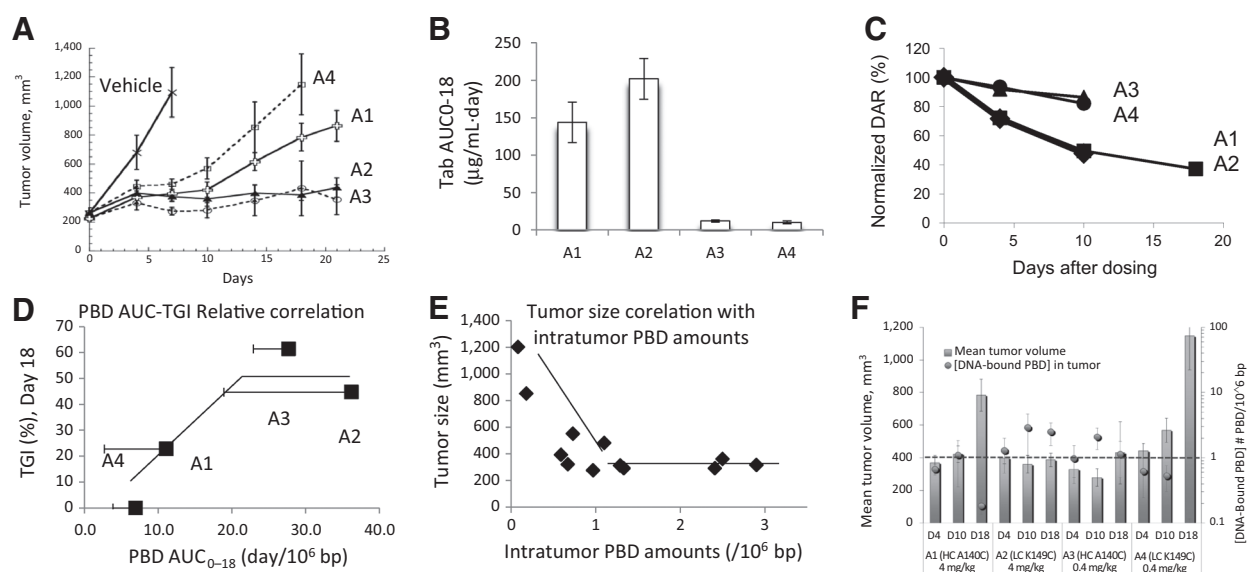 A
Tumor volume, mm3
1,400
1,200
1,000
800
600
400
200
0
0
5
10
15
20
25
Days
Vehicle
A4
A1
A2
A3
B
Tab AUC0-18
(μg/mL·day)
250
200
150
100
50
0
A1
A2
A3
A4
C
Normalized DAR (%)
120
100
80
60
40
20
0
0
5
10
15
20
Days after dosing
A3
A4
A1
A2
D
PBD AUC-TGI Relative correlation
TGI (%), Day 18
70
60
50
40
30
20
10
0
A4
A1
A3
A2
0.0
10.0
20.0
30.0
40.0
PBD AUC0–18 (day/106 bp)
E
Tumor size corelation with
intratumor PBD amounts
Tumor size (mm3)
1,400
1,200
1,000
800
600
400
200
0
0
1
2
3
Intratumor PBD amounts (/106 bp)
F
Mean tumor volume, mm3
1,200
1,000
800
600
400
200
0
Mean tumor volume
[DNA-bound PBD] in tumor
100
10
1
0.1
[DNA-Bound PBD] # PBD/10^6 bp
D4 D10 D18 D4 D10 D18 D4 D10 D18 D4 D10 D18
A1 (HC A140C) A2 (LC K149C) A3 (HC A140C) A4 (LC K149C)
4 mg/kg 4 mg/kg 0.4 mg/kg 0.4 mg/kg